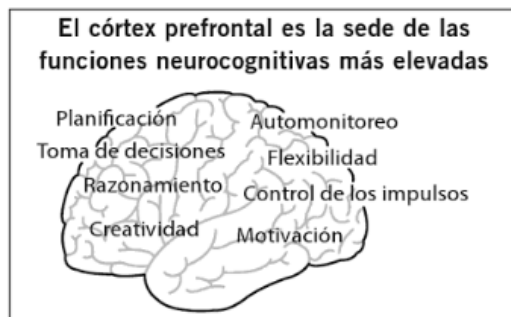 El córtex prefrontal es la sede de las
funciones neurocognitivas más elevadas
Planificación
Automonitoreo
Toma de decisiones
Flexibilidad
Razonamiento
Control de los impulsos
Creatividad
Motivación